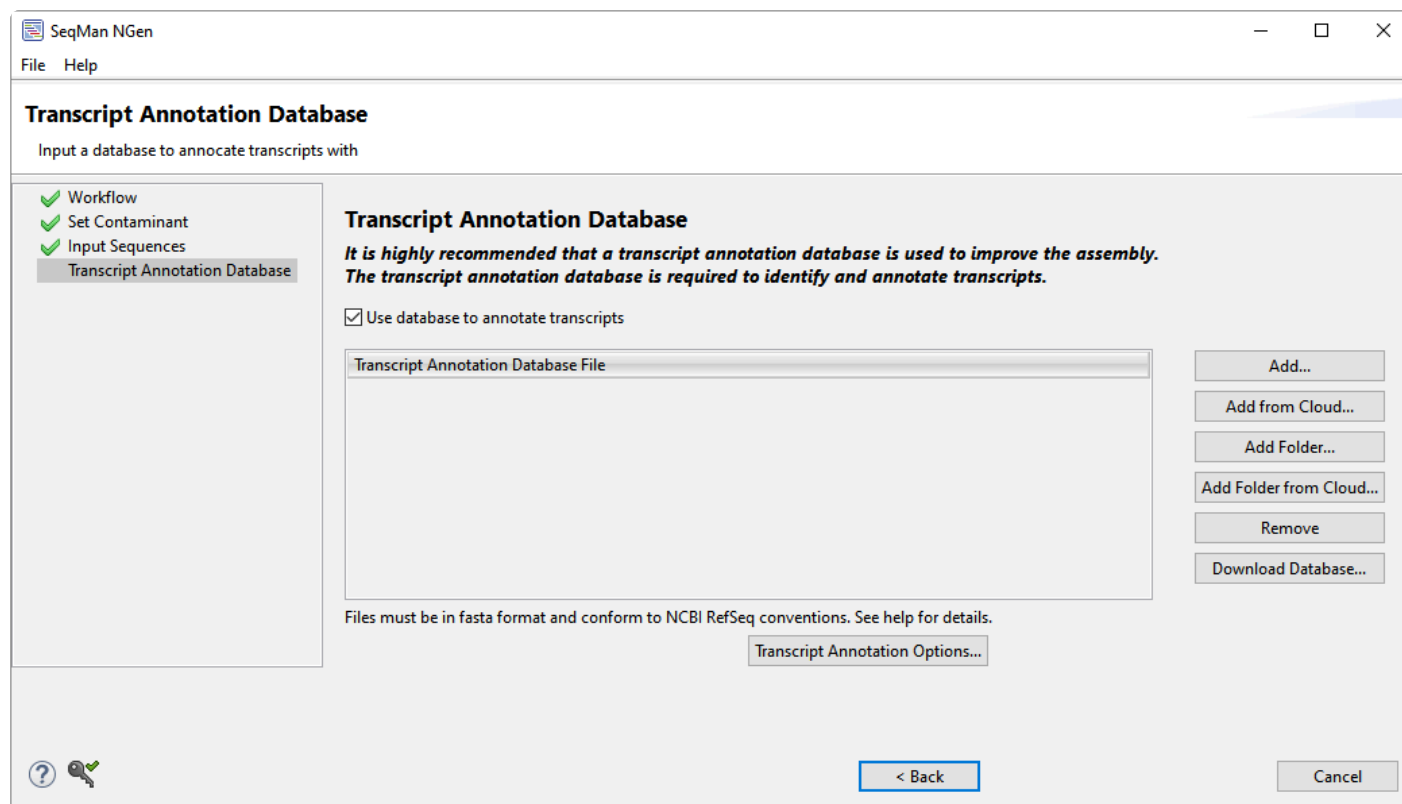 SeqMan NGen
File Help
Transcript Annotation Database
Input a database to annocate transcripts with
Workflow
Set Contaminant
Input Sequences
Transcript Annotation Database
Transcript Annotation Database
It is highly recommended that a transcript annotation database is used to improve the assembly.
The transcript annotation database is required to identify and annotate transcripts.
Use database to annotate transcripts
Transcript Annotation Database File
Add...
Add from Cloud...
Add Folder...
Add Folder from Cloud...
Remove
Download Database...
Files must be in fasta format and conform to NCBI RefSeq conventions. See help for details.
Transcript Annotation Options...
?
< Back
Cancel